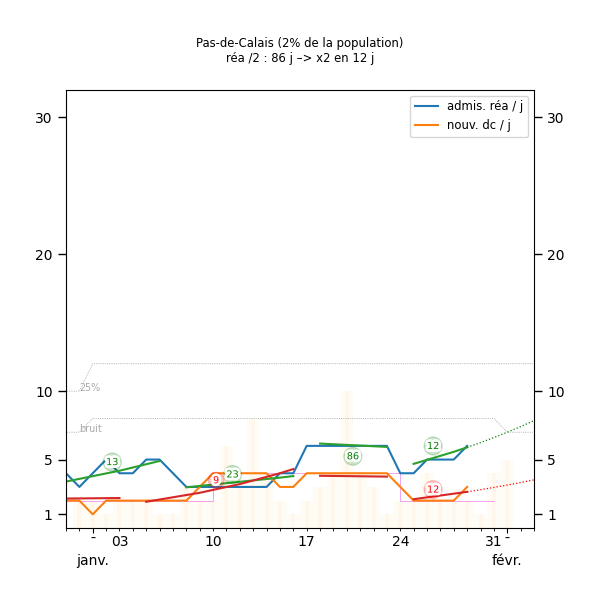 Pas-de-Calais (2% de la population)
réa /2 : 86 j –> x2 en 12 j
admis. réa / j
nouv. dc / j
30 30
20 20
10 10
25%
bruit
5 5
13 9 23 86 12 12
1 1
- 03 10 17 24 31 -
janv. févr.